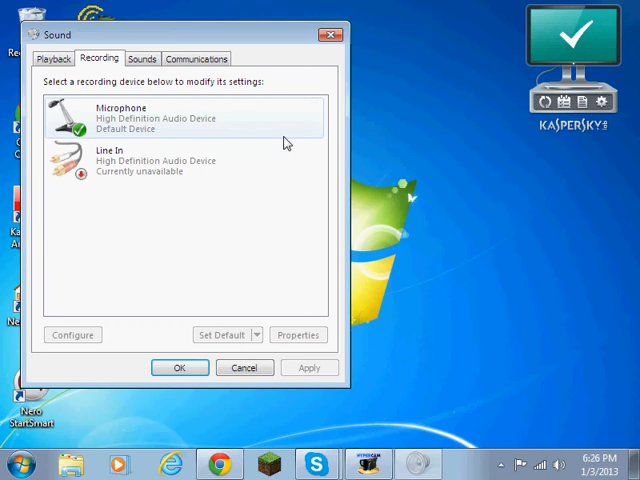 Sound
Playback
Recording
Sounds
Communications
Select a recording device below to modify its settings:
Microphone
High Definition Audio Device
Default Device
Line In
High Definition Audio Device
Currently unavailable
Configure
Set Default
Properties
OK
Cancel
Apply
KASPERSKY
Nero
StartSmart
HYPERCAM
6:26 PM
1/3/2013